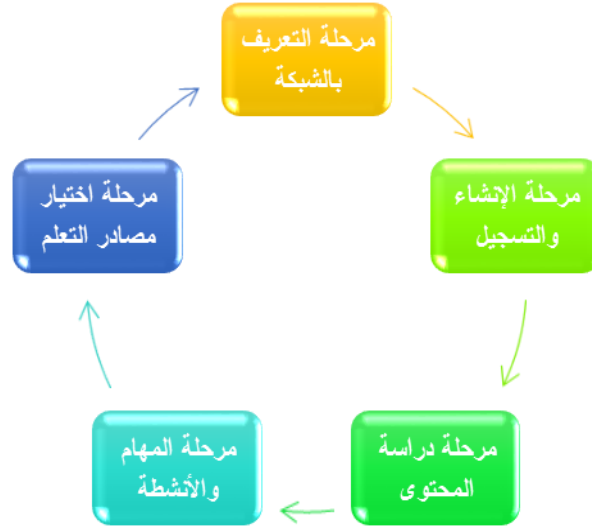 مرحلة التعريف
بالشبكة
مرحلة الإنشاء
والتسجيل
مرحلة دراسة
المحتوى
مرحلة المهام
والأنشطة
مرحلة اختيار
مصادر التعلم